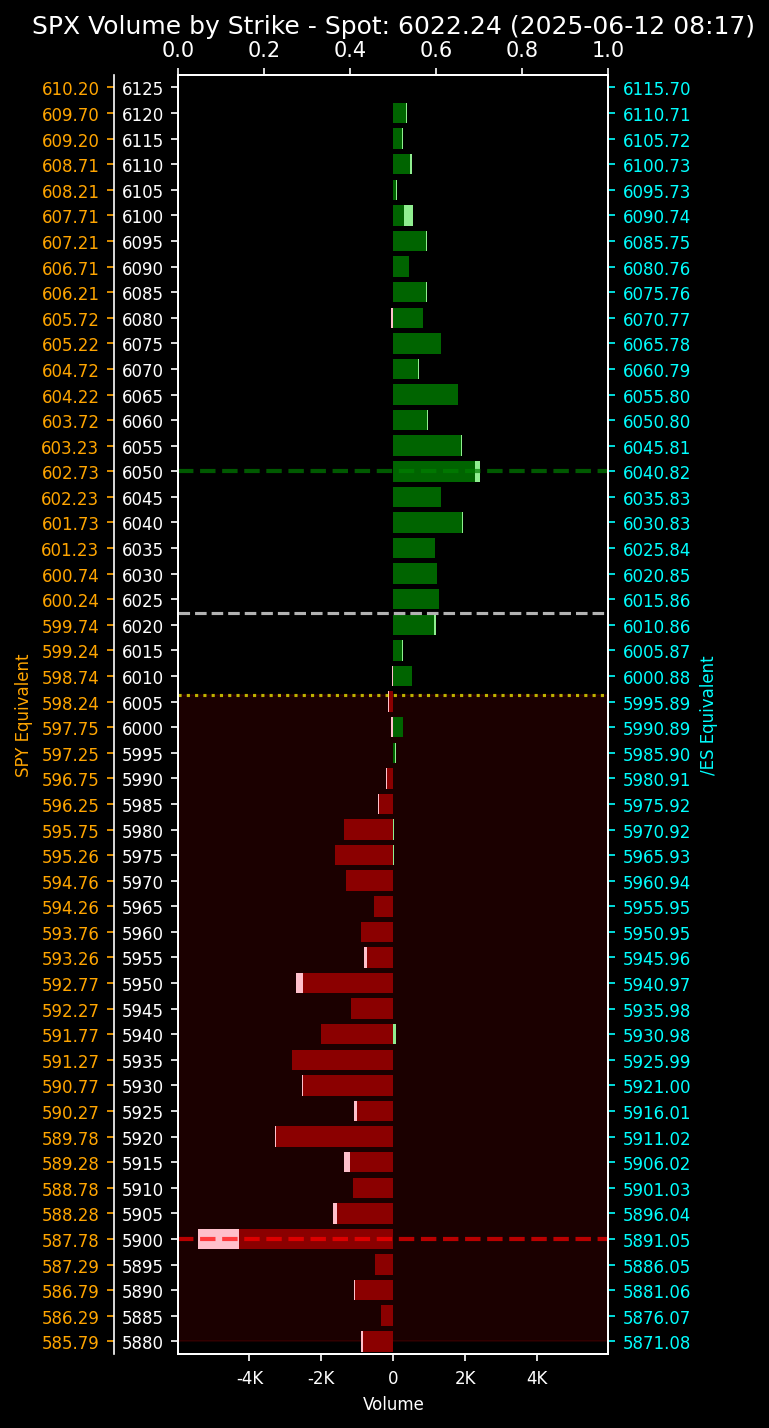 SPX Volume by Strike - Spot: 6022.24 (2025-06-12 08:17)
0.0 0.2 0.4 0.6 0.8 1.0
610.20 6125 6115.70
609.70 6120 6110.71
609.20 6115 6105.72
608.71 6110 6100.73
608.21 6105 6095.73
607.71 6100 6090.74
607.21 6095 6085.75
606.71 6090 6080.76
606.21 6085 6075.76
605.72 6080 6070.77
605.22 6075 6065.78
604.72 6070 6060.79
604.22 6065 6055.80
603.72 6060 6050.80
603.23 6055 6045.81
602.73 6050 6040.82
602.23 6045 6035.83
601.73 6040 6030.83
601.23 6035 6025.84
600.74 6030 6020.85
600.24 6025 6015.86
599.74 6020 6010.86
599.24 6015 6005.87
598.74 6010 6000.88
598.24 6005 5995.89
597.75 6000 5990.89
597.25 5995 5985.90
596.75 5990 5980.91
596.25 5985 5975.92
595.75 5980 5970.92
595.26 5975 5965.93
594.76 5970 5960.94
594.26 5965 5955.95
593.76 5960 5950.95
593.26 5955 5945.96
592.77 5950 5940.97
592.27 5945 5935.98
591.77 5940 5930.98
591.27 5935 5925.99
590.77 5930 5921.00
590.27 5925 5916.01
589.78 5920 5911.02
589.28 5915 5906.02
588.78 5910 5901.03
588.28 5905 5896.04
587.78 5900 5891.05
587.29 5895 5886.05
586.79 5890 5881.06
586.29 5885 5876.07
585.79 5880 5871.08
SPY Equivalent
/ES Equivalent
-4K -2K 0 2K 4K
Volume